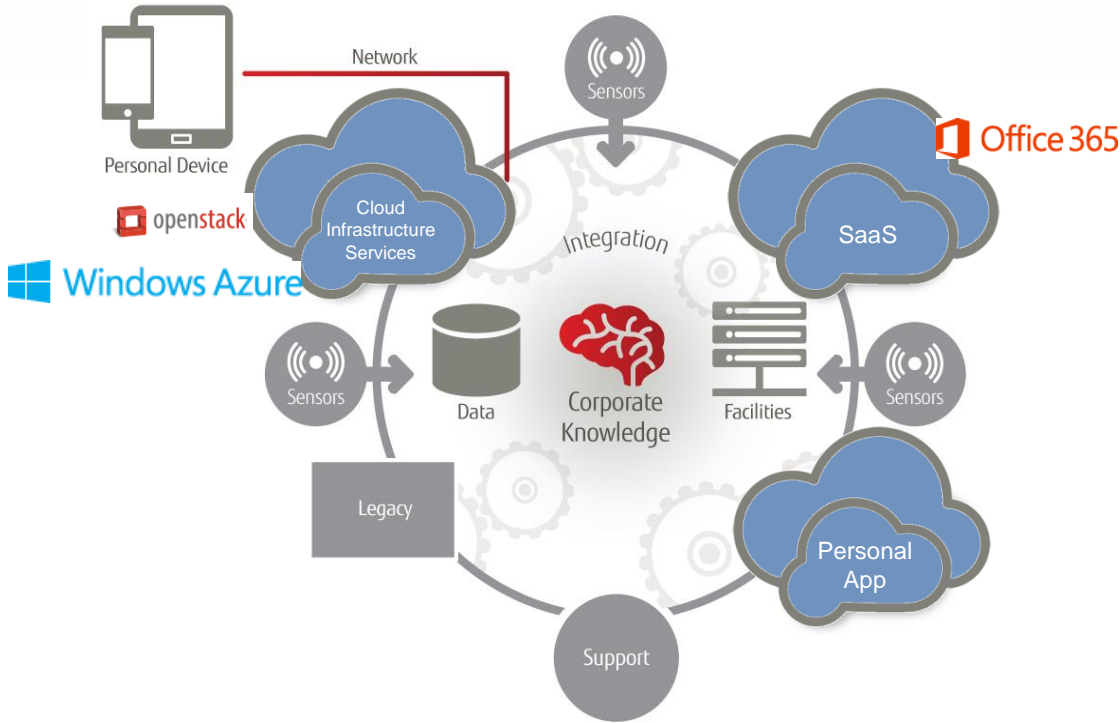 Network
Sensors
Office 365
Personal Device
openstack
Cloud
Infrastructure
Services
Integration
SaaS
Windows Azure
Sensors
Data
Corporate
Knowledge
Facilities
Sensors
Legacy
Personal
App
Support